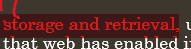 storage and retrieval, u
that web has enabled